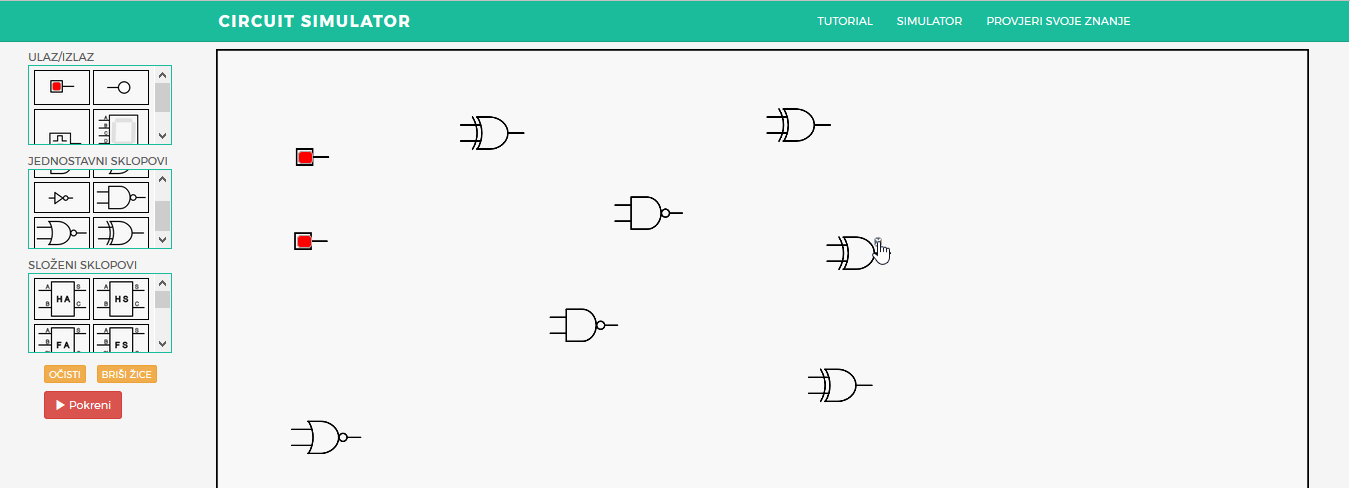 CIRCUIT SIMULATOR
TUTORIAL SIMULATOR PROVJERI SVOJE ZNANJE
ULAZ/IZLAZ
A
B
C
D
JEDNOSTAVNI SKLOPOVI
SLOŽENI SKLOPOVI
A S A S
HA HS
B C B C
A S A S
B B
FA FS
OČISTI BRIŠI ŽICE
Pokreni